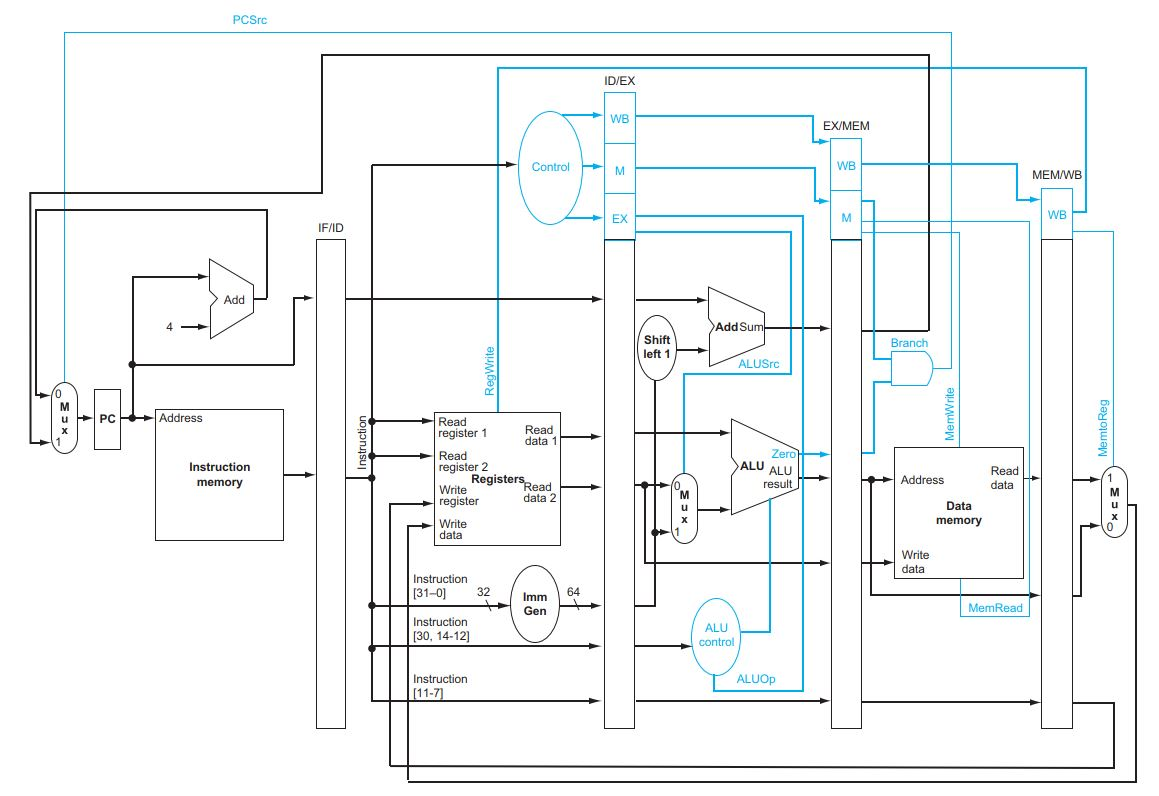 PCSrc
ID/EX
WB
EX/MEM
Control
M
WB
MEM/WB
EX
M
WB
IF/ID
Add
4
Add Sum
Shift
left 1
ALUSrc
Branch
RegWrite
MemWrite
MemtoReg
0
M
u
x
1
PC
Address
Instruction
memory
Instruction
Read
register 1
Read
register 2
Write
register
Write
data
Registers
Read
data 1
Read
data 2
0
M
u
x
1
ALU
Zero
ALU
result
Address
Read
data
Data
memory
Write
data
1
M
u
x
0
MemRead
Instruction
[31–0]
32
Imm
Gen
64
Instruction
[30, 14-12]
ALU
control
ALUOp
Instruction
[11-7]